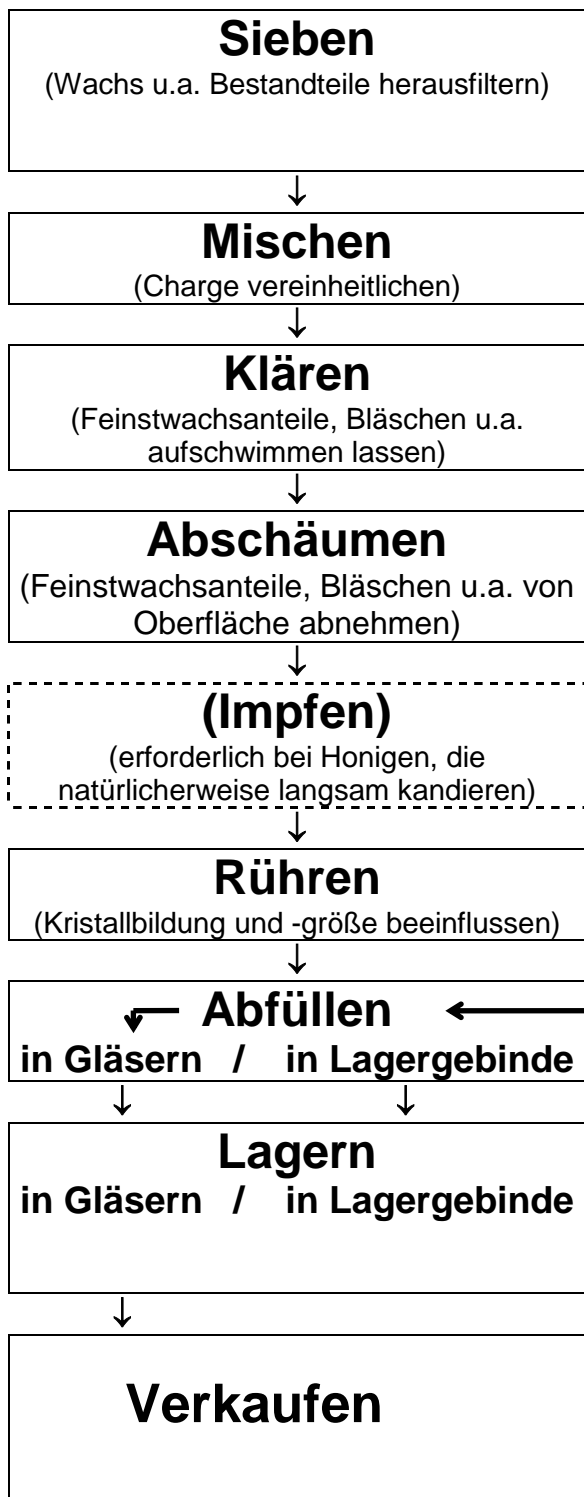 Sieben
(Wachs u.a. Bestandteile herausfiltern)
↓
Mischen
(Charge vereinheitlichen)
↓
Klären
(Feinstwachsanteile, Bläschen u.a.
aufschwimmen lassen)
↓
Abschäumen
(Feinstwachsanteile, Bläschen u.a. von
Oberfläche abnehmen)
↓
(Impfen)
(erforderlich bei Honigen, die
natürlicherweise langsam kandieren)
↓
Rühren
(Kristallbildung und -größe beeinflussen)
↓
Abfüllen
in Gläsern / in Lagergebinde
↓ ↓
Lagern
in Gläsern / in Lagergebinde
↓
Verkaufen